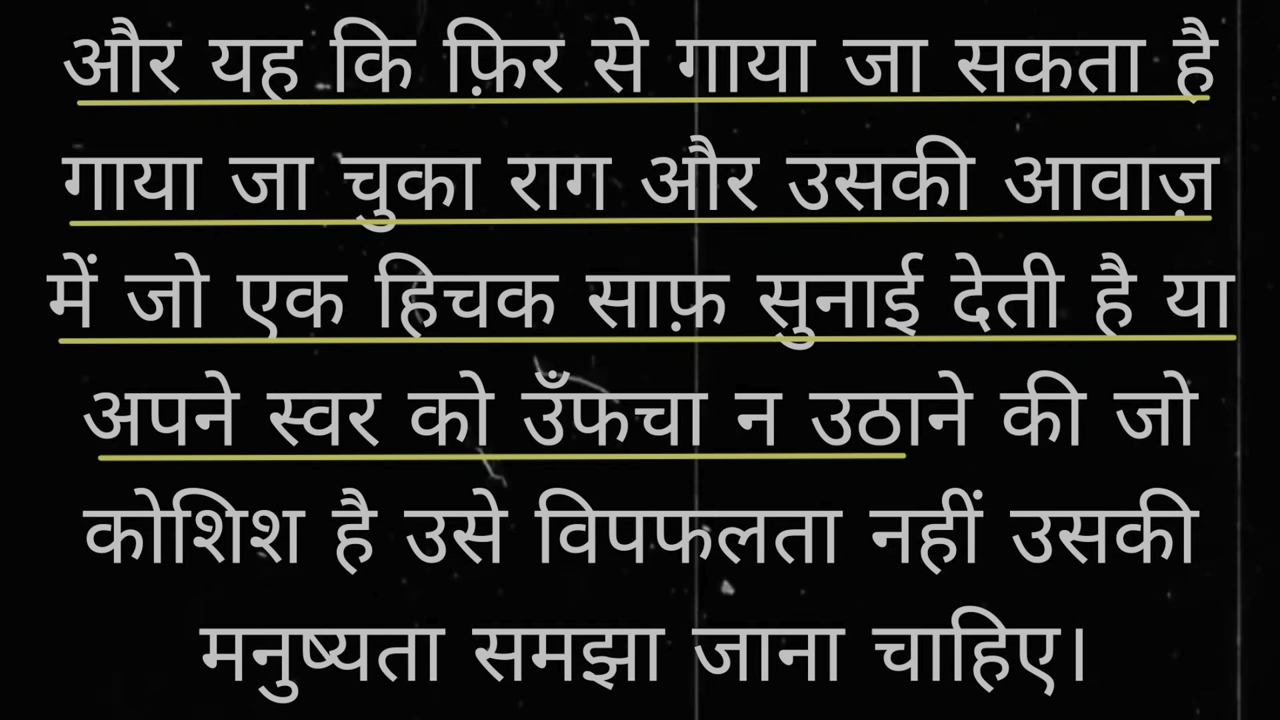 और यह कि फ़िर से गाया जा सकता है
गाया जा चुका राग और उसकी आवाज़
में जो एक हिचक साफ़ सुनाई देती है या
अपने स्वर को उँफचा न उठाने की जो
कोशिश है उसे विपफलता नहीं उसकी
मनुष्यता समझा जाना चाहिए।